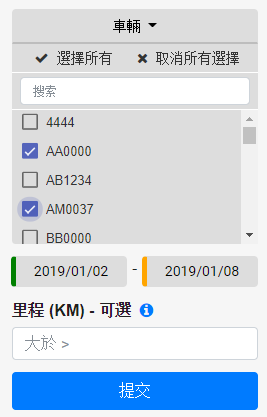 車輛
選擇所有 取消所有選擇
搜索
4444
AA0000
AB1234
AM0037
BB0000
2019/01/02 - 2019/01/08
里程 (KM) - 可選
大於 >
提交